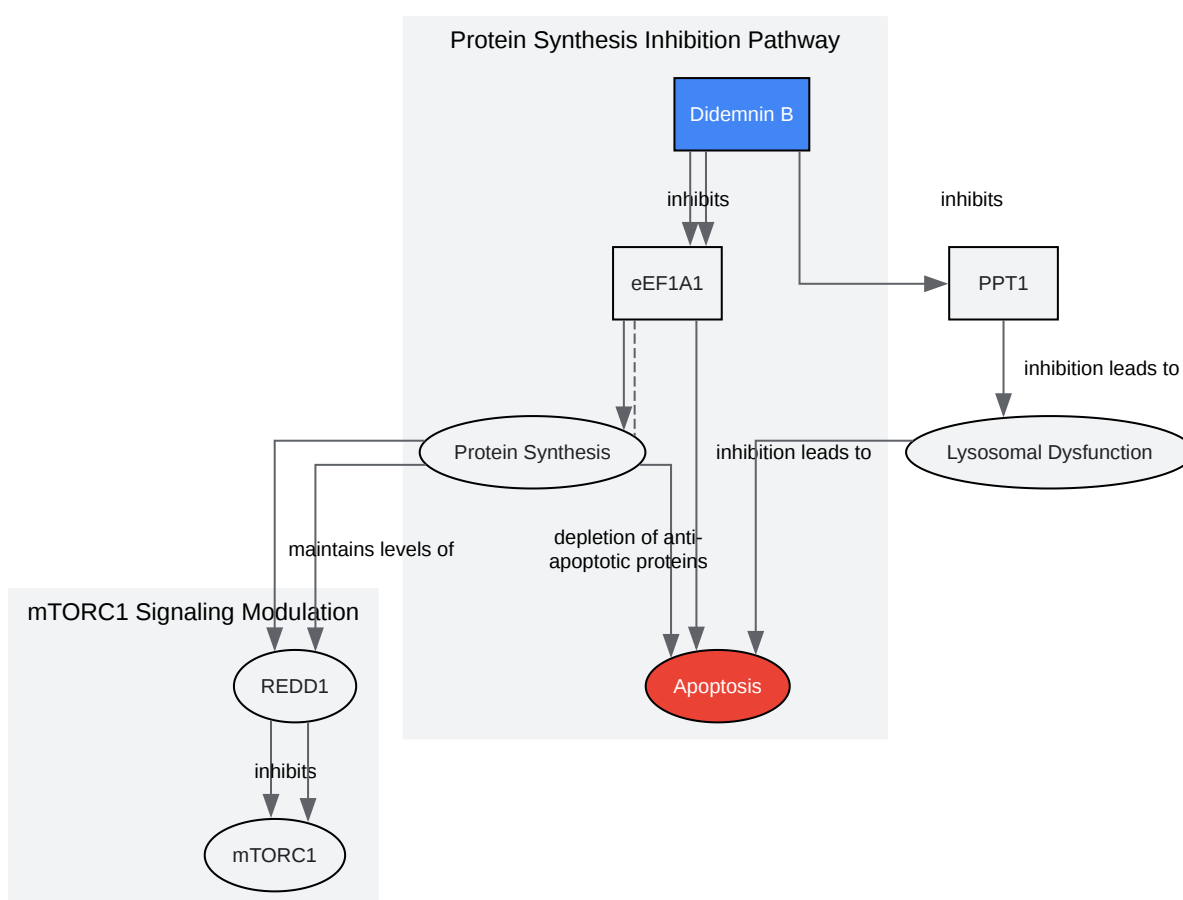 Protein Synthesis Inhibition Pathway
Didemnin B
inhibits
inhibits
eEF1A1
PPT1
inhibition leads to
Protein Synthesis
inhibition leads to
Lysosomal Dysfunction
maintains levels of
depletion of anti-
apoptotic proteins
mTORC1 Signaling Modulation
REDD1
Apoptosis
inhibits
mTORC1